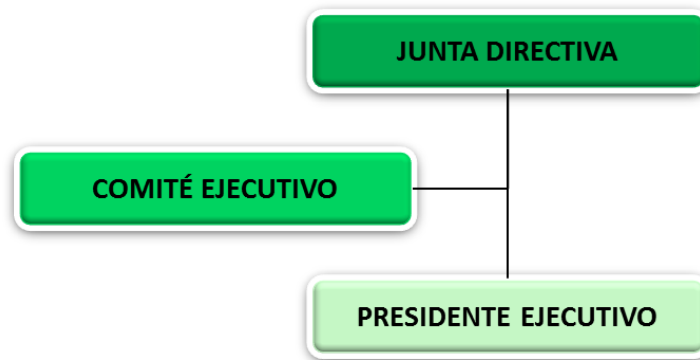 JUNTA DIRECTIVA
COMITÉ EJECUTIVO
PRESIDENTE EJECUTIVO